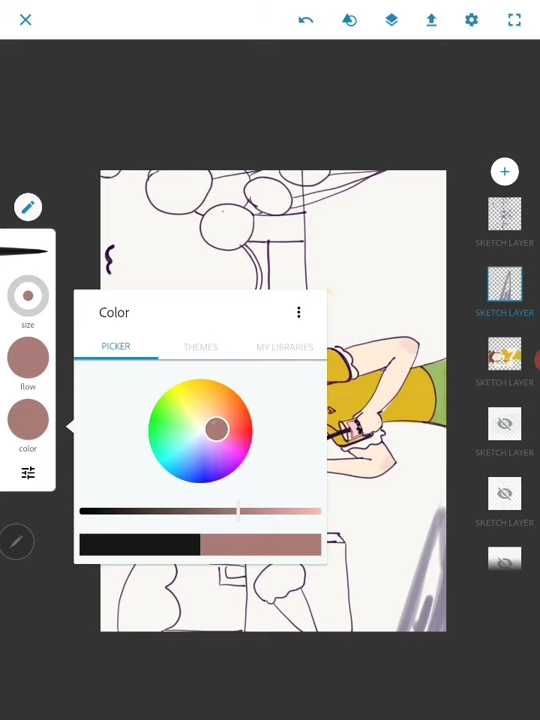 Color
PICKER
THEMES
MY LIBRARIES
size
flow
color
SKETCH LAYER
SKETCH LAYER
SKETCH LAYER
SKETCH LAYER
SKETCH LAYER